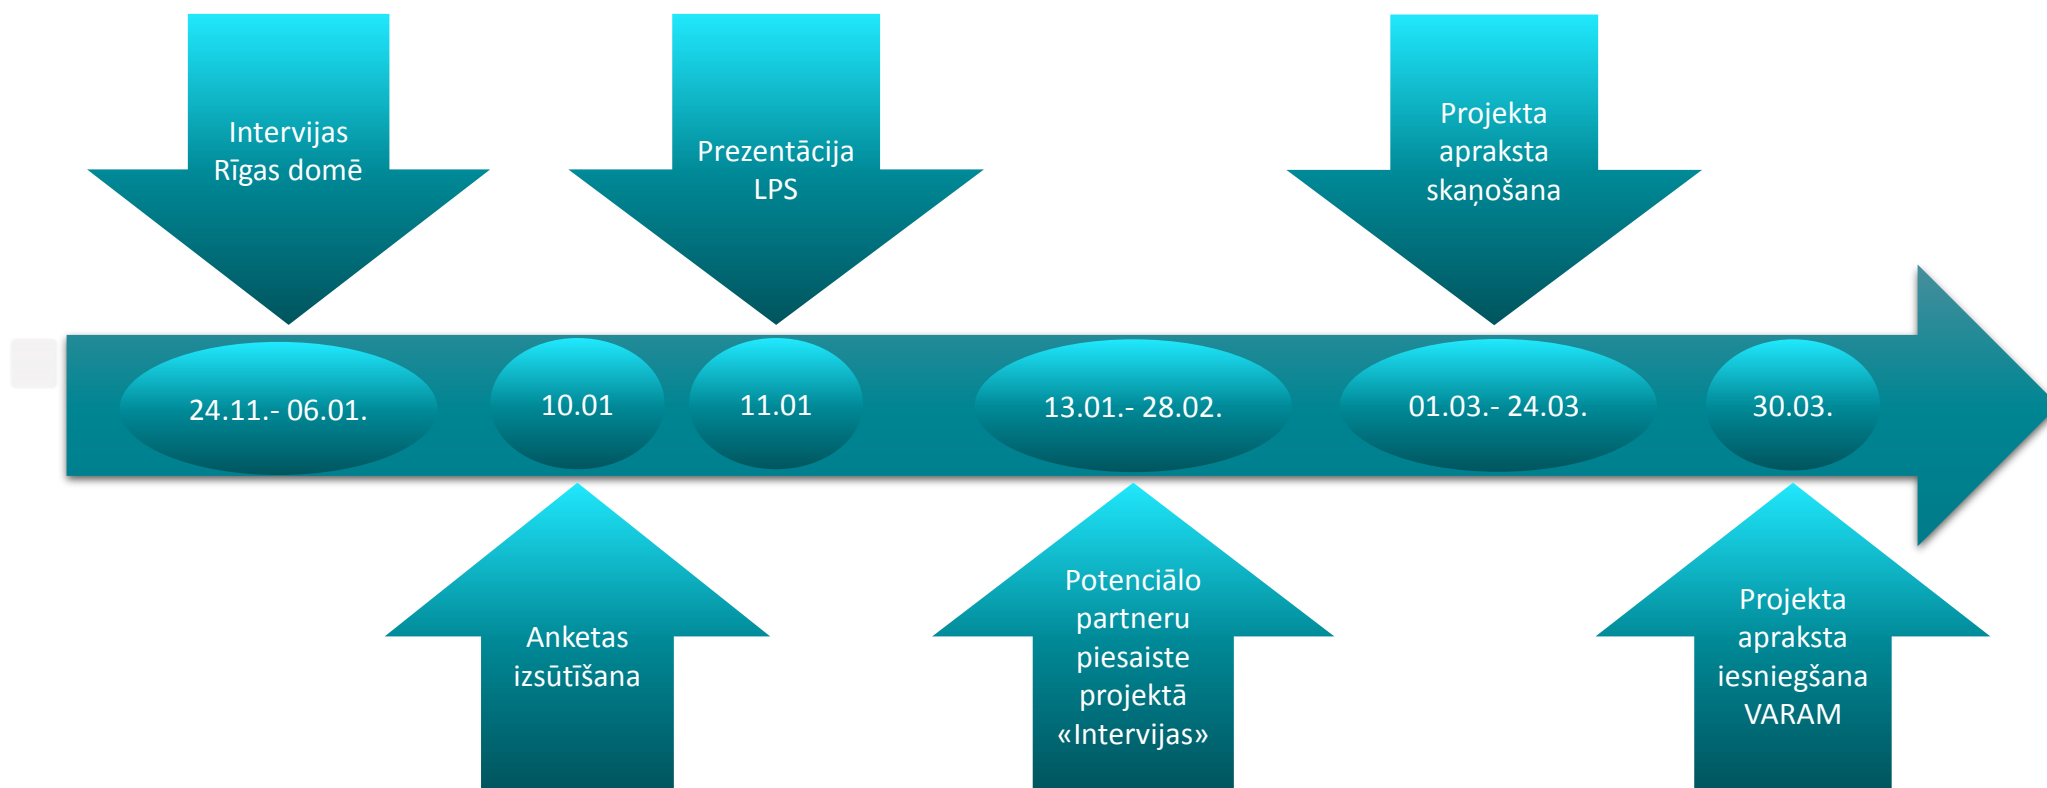 Intervijas
Rīgas domē
Prezentācija
LPS
Projekta
apraksta
skaņošana
24.11.- 06.01.
10.01
11.01
13.01.- 28.02.
01.03.- 24.03.
30.03.
Anketas
izsūtīšana
Potenciālo
partneru
piesaiste
projektā
«Intervijas»
Projekta
apraksta
iesniegšana
VARAM